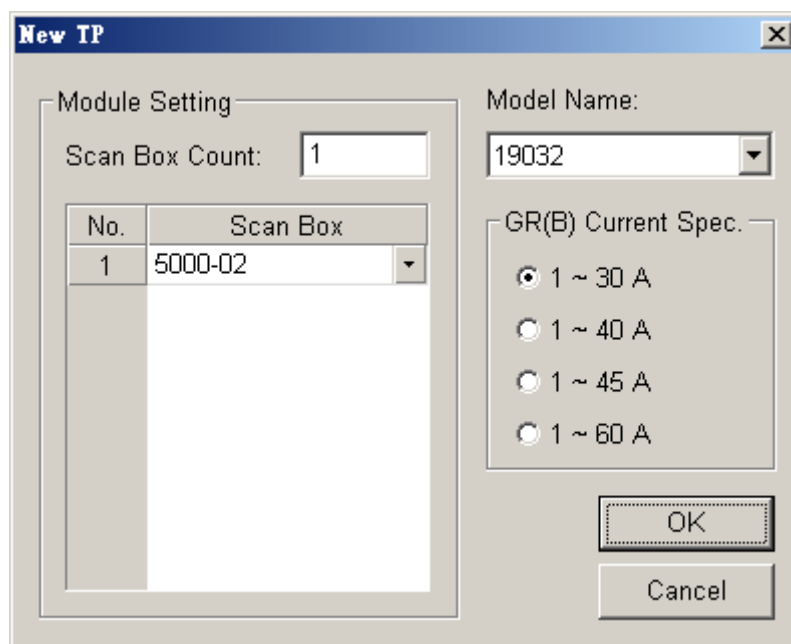 New TP
Module Setting
Scan Box Count: 1
No. Scan Box
1 5000-02
Model Name:
19032
GR(B) Current Spec.
1 ~ 30 A
1 ~ 40 A
1 ~ 45 A
1 ~ 60 A
OK
Cancel